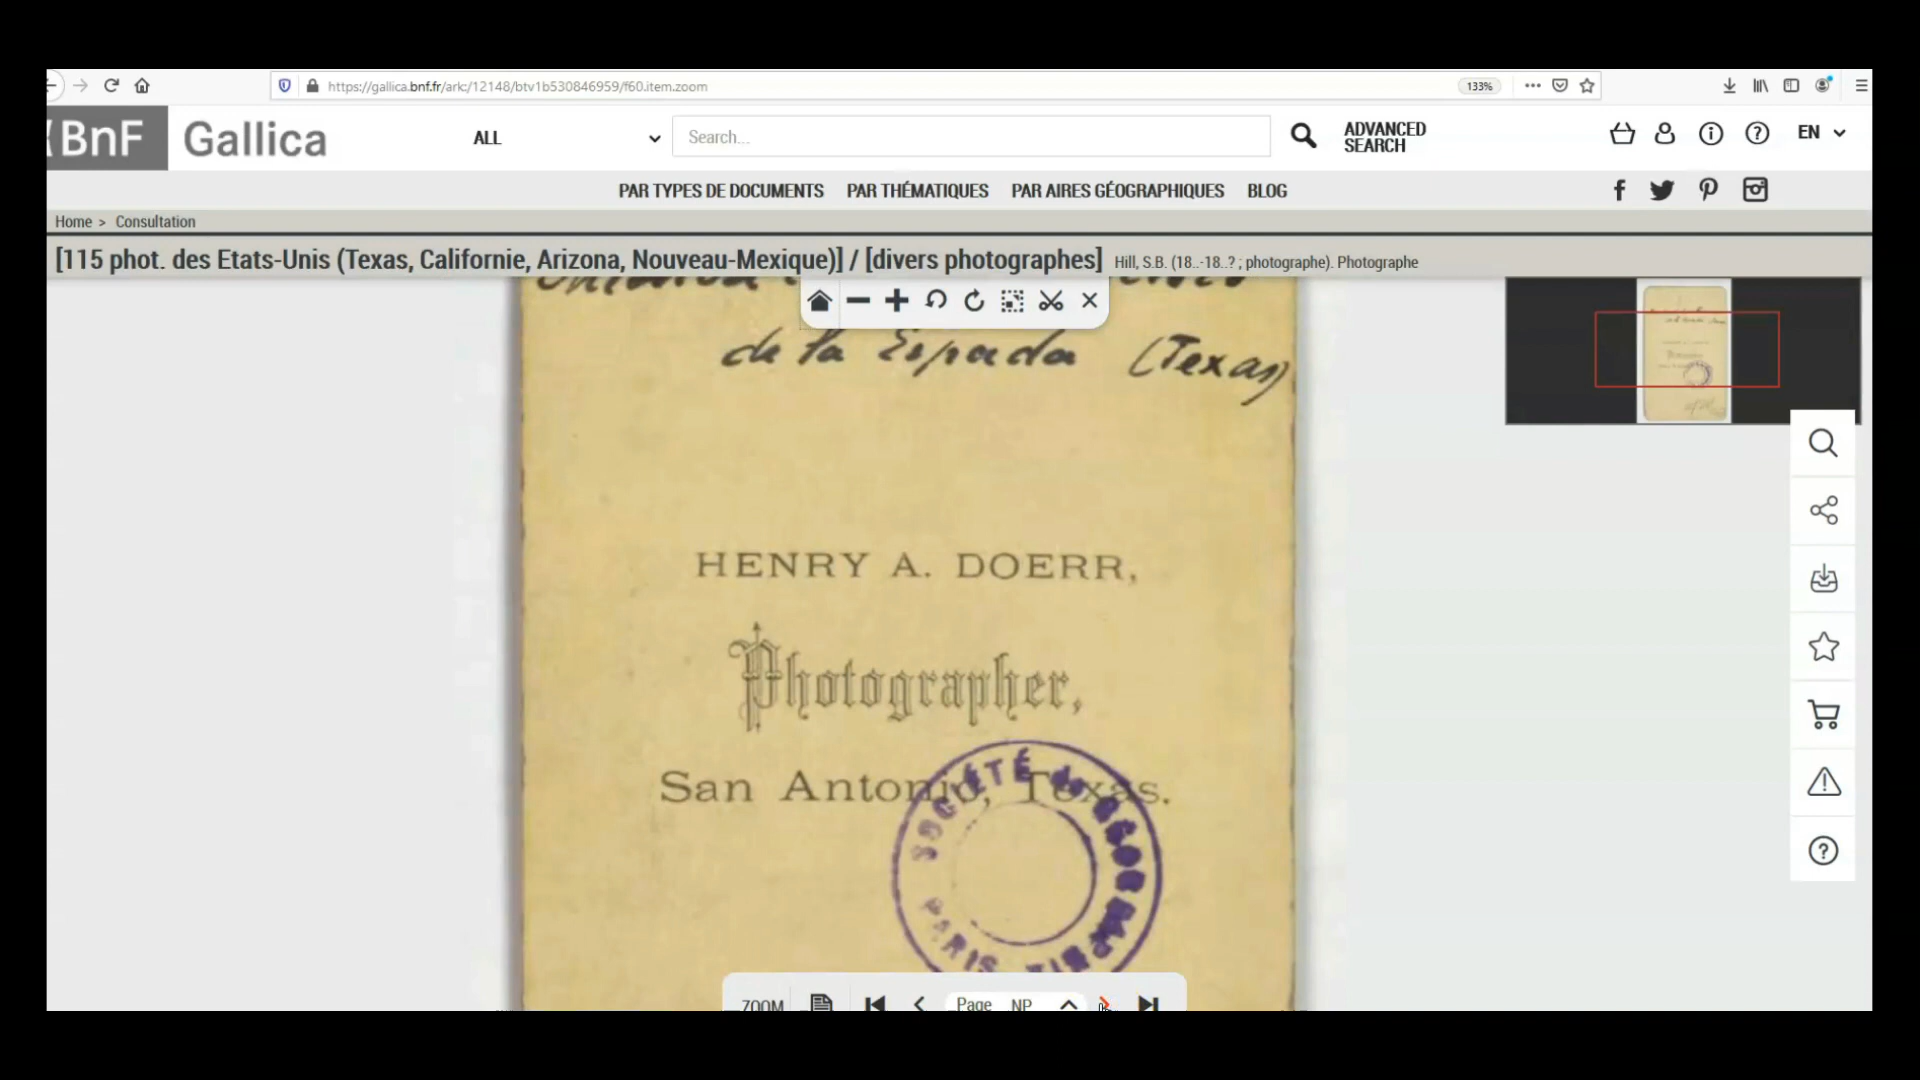 https://gallica.bnf.fr/ark:/12148/btv1b530846959/f60.item.zoom
133%
BnF Gallica
ALL
Search...
ADVANCED
SEARCH
EN
PAR TYPES DE DOCUMENTS PAR THÉMATIQUES PAR AIRES GÉOGRAPHIQUES BLOG
Home > Consultation
[115 phot. des Etats-Unis (Texas, Californie, Arizona, Nouveau-Mexique)] / [divers photographes] Hill, S.B. (18..-18..? ; photographe). Photographe
de la Espada (Texas)
HENRY A. DOERR,
Photographer,
San Antonio, Texas.
SOCIÉTÉ de GÉOGRAPHIE
PARIS
ZOOM Page NP